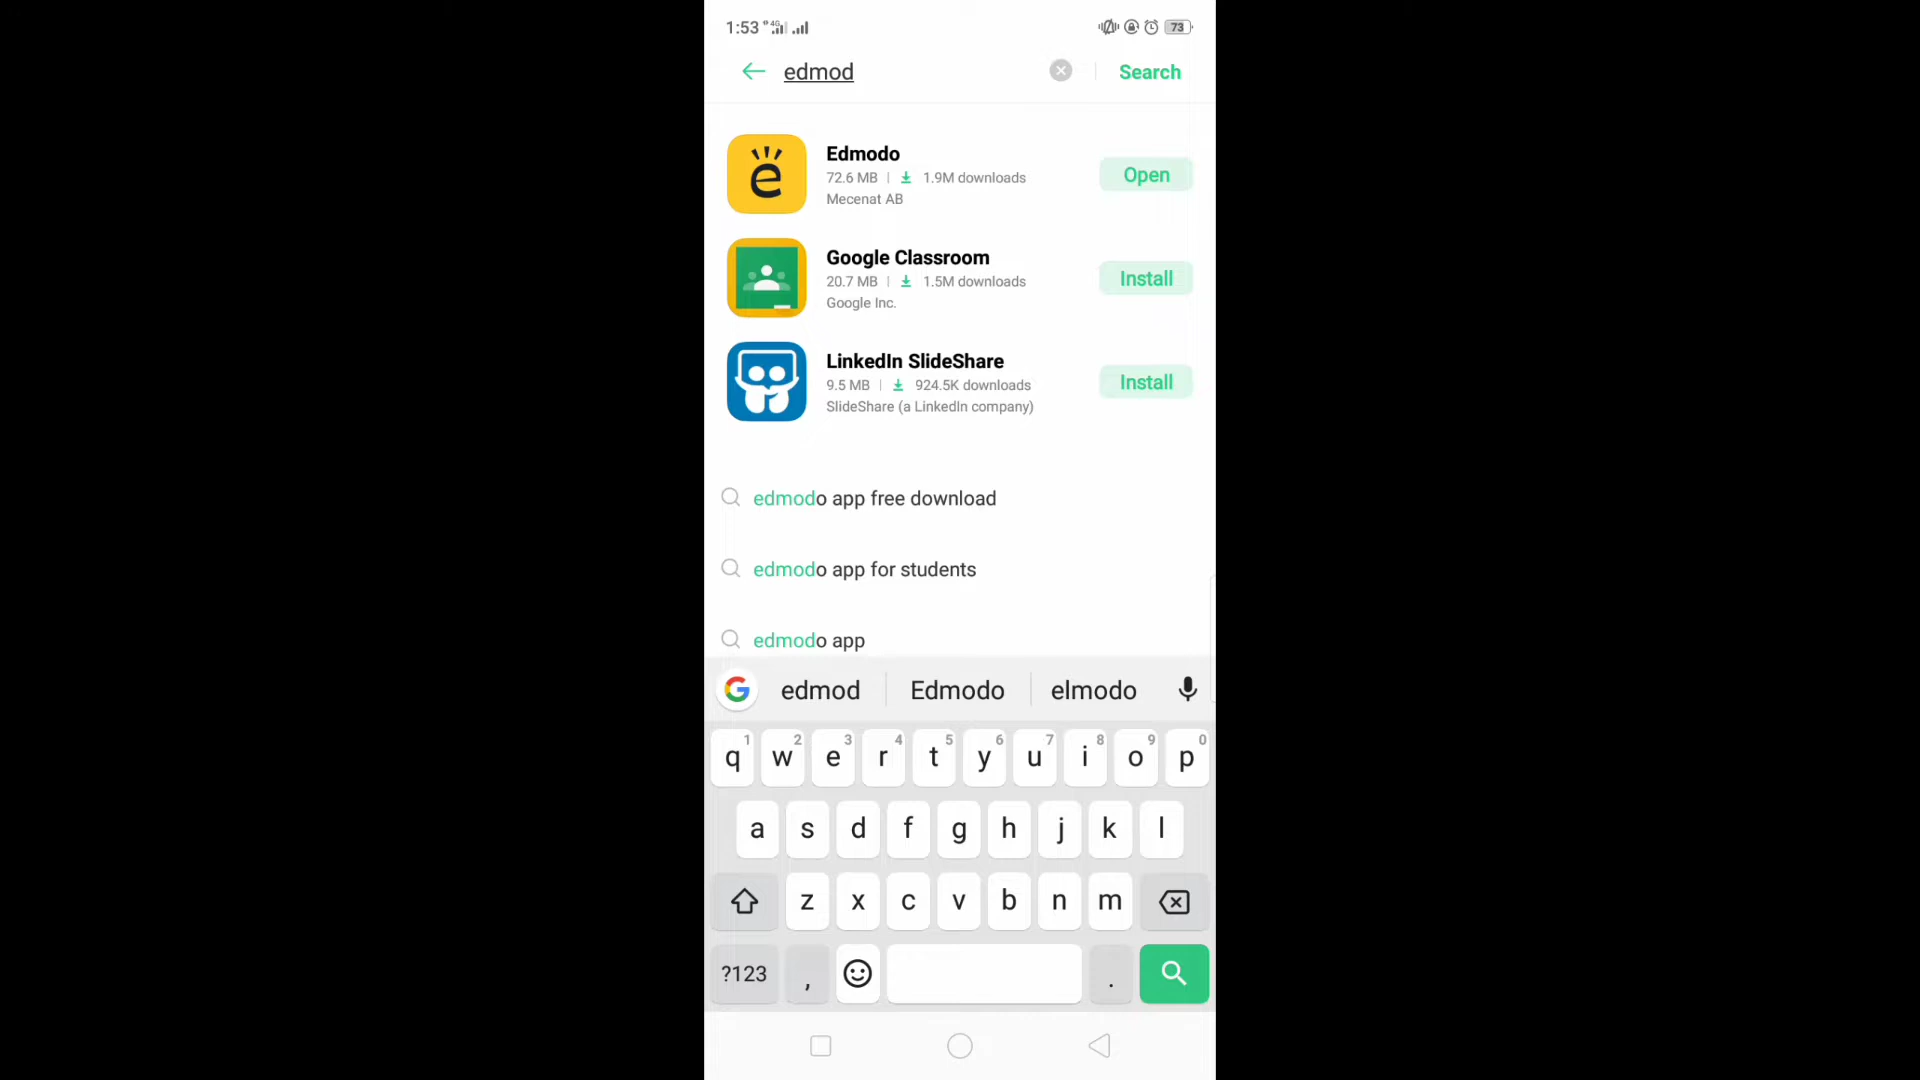 1:53 4G 73
edmod Search
Edmodo
72.6 MB | 1.9M downloads
Mecenat AB
Open
Google Classroom
20.7 MB | 1.5M downloads
Google Inc.
Install
LinkedIn SlideShare
9.5 MB | 924.5K downloads
SlideShare (a LinkedIn company)
Install
edmodo app free download
edmodo app for students
edmodo app
edmod Edmodo elmodo
1 2 3 4 5 6 7 8 9 0
q w e r t y u i o p
a s d f g h j k l
z x c v b n m
?123 , .